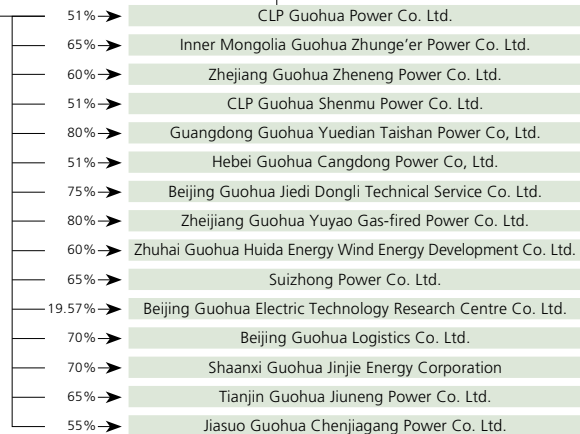 51% CLP Guohua Power Co. Ltd.
65% Inner Mongolia Guohua Zhunge’er Power Co. Ltd.
60% Zhejiang Guohua Zheneng Power Co. Ltd.
51% CLP Guohua Shenmu Power Co. Ltd.
80% Guangdong Guohua Yuedian Taishan Power Co, Ltd.
51% Hebei Guohua Cangdong Power Co, Ltd.
75% Beijing Guohua Jiedi Dongli Technical Service Co. Ltd.
80% Zheijiang Guohua Yuyao Gas-fired Power Co. Ltd.
60% Zhuhai Guohua Huida Energy Wind Energy Development Co. Ltd.
65% Suizhong Power Co. Ltd.
19.57% Beijing Guohua Electric Technology Research Centre Co. Ltd.
70% Beijing Guohua Logistics Co. Ltd.
70% Shaanxi Guohua Jinjie Energy Corporation
65% Tianjin Guohua Jiuneng Power Co. Ltd.
55% Jiasuo Guohua Chenjiagang Power Co. Ltd.